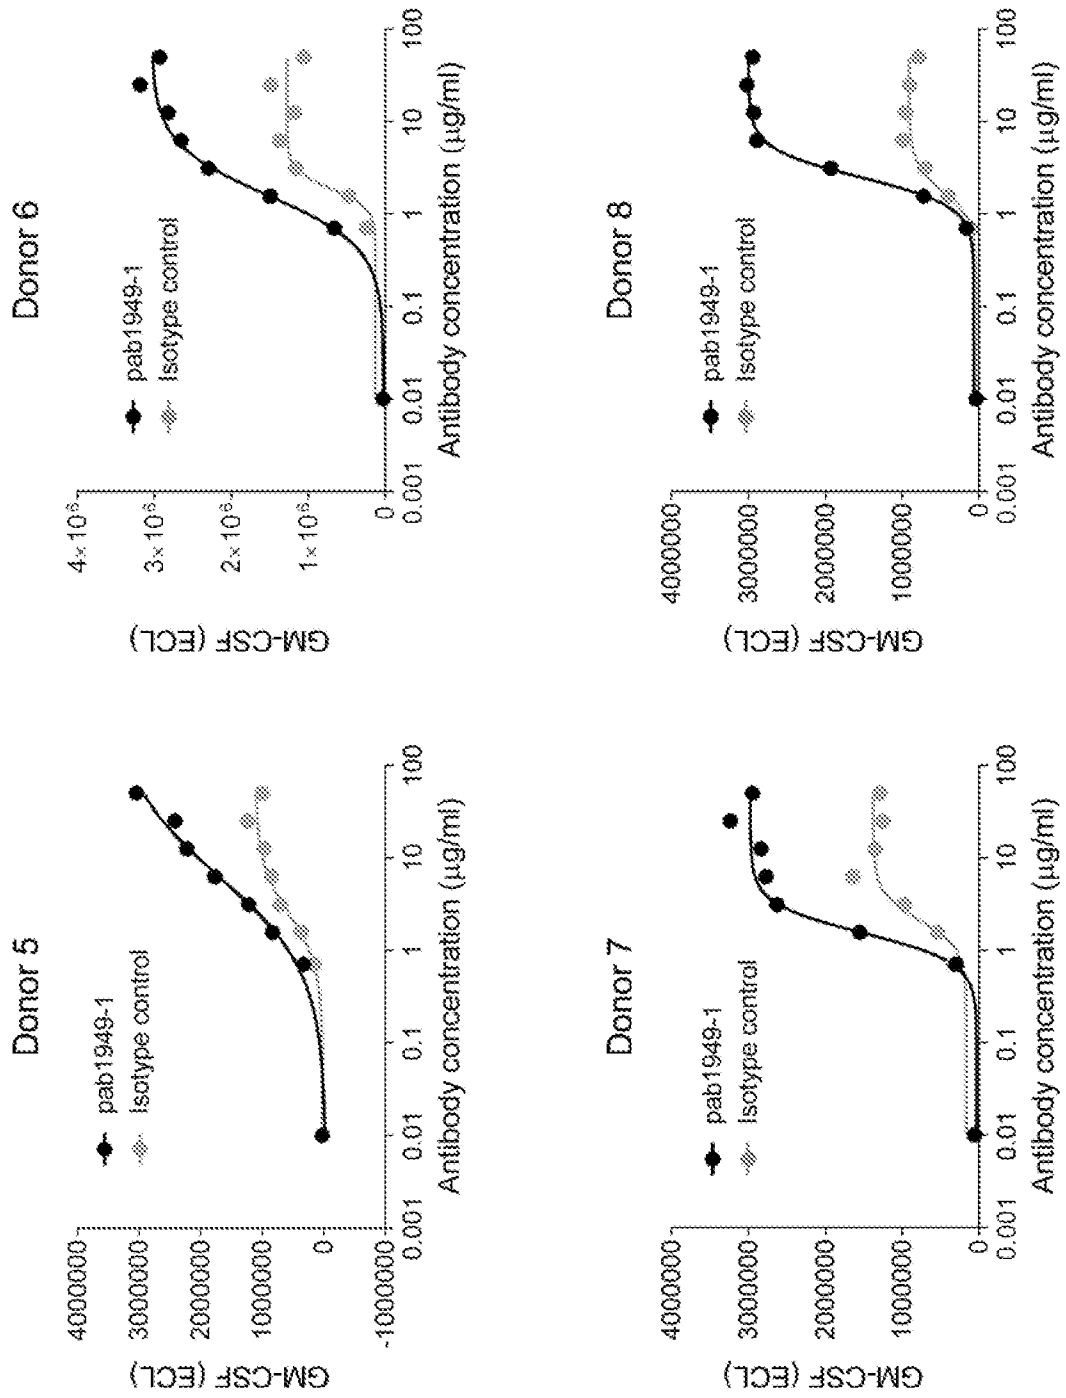 Donor 5
GM-CSF (ECL)
4000000
3000000
2000000
1000000
0
-1000000
pab1949-1
Isotype control
0.001
0.01
0.1
1
10
100
Antibody concentration (µg/ml)
Donor 6
GM-CSF (ECL)
4×10⁶
3×10⁶
2×10⁶
1×10⁶
0
pab1949-1
Isotype control
0.001
0.01
0.1
1
10
100
Antibody concentration (µg/ml)
Donor 7
GM-CSF (ECL)
4000000
3000000
2000000
1000000
0
pab1949-1
Isotype control
0.001
0.01
0.1
1
10
100
Antibody concentration (µg/ml)
Donor 8
GM-CSF (ECL)
4000000
3000000
2000000
1000000
0
pab1949-1
Isotype control
0.001
0.01
0.1
1
10
100
Antibody concentration (µg/ml)